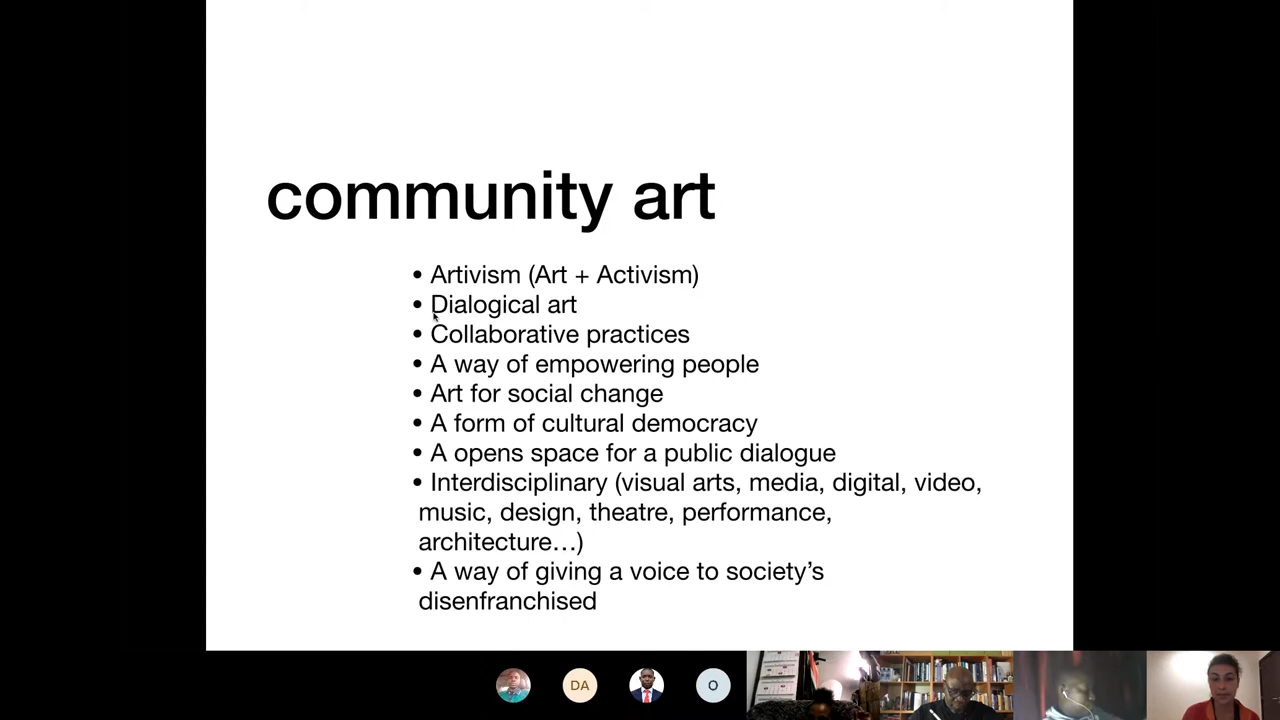 community art
• Artivism (Art + Activism)
• Dialogical art
• Collaborative practices
• A way of empowering people
• Art for social change
• A form of cultural democracy
• A opens space for a public dialogue
• Interdisciplinary (visual arts, media, digital, video,
music, design, theatre, performance,
architecture…)
• A way of giving a voice to society’s
disenfranchised
DA
O